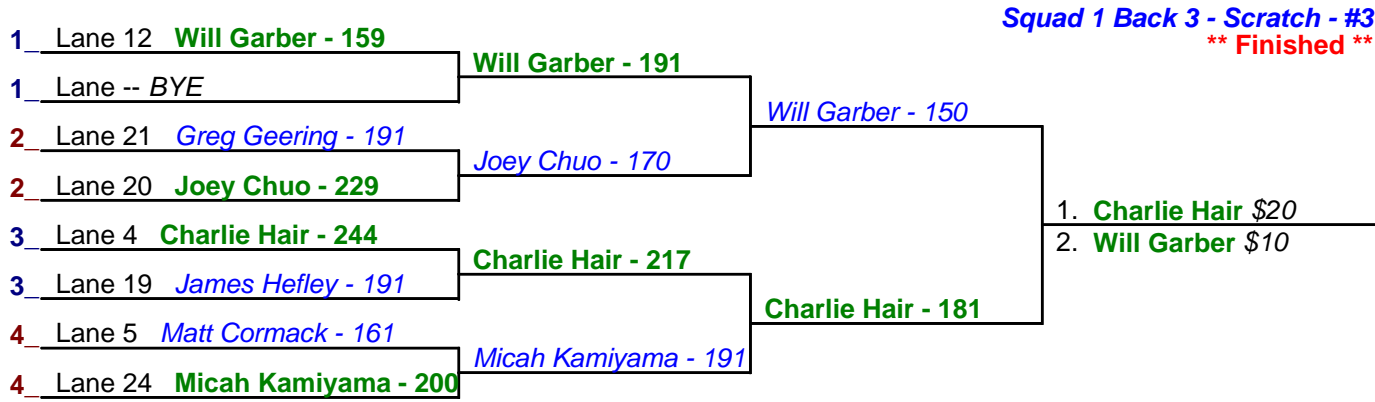 Squad 1 Back 3 - Scratch - #3
** Finished **
1_ Lane 12 Will Garber - 159
1_ Lane -- BYE
2_ Lane 21 Greg Geering - 191
2_ Lane 20 Joey Chuo - 229
3_ Lane 4 Charlie Hair - 244
3_ Lane 19 James Hefley - 191
4_ Lane 5 Matt Cormack - 161
4_ Lane 24 Micah Kamiyama - 200
Will Garber - 191
Joey Chuo - 170
Charlie Hair - 217
Micah Kamiyama - 191
Will Garber - 150
Charlie Hair - 181
1. Charlie Hair $20
2. Will Garber $10